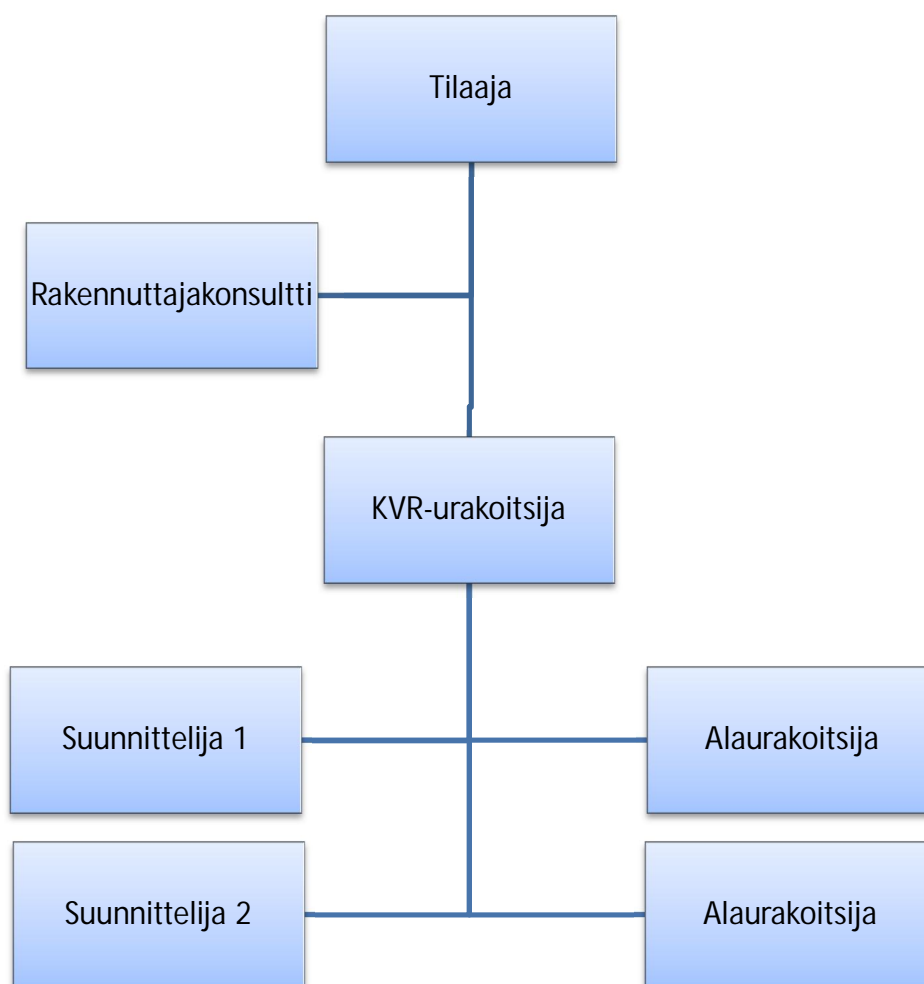 Tilaaja
Rakennuttajakonsultti
KVR-urakoitsija
Suunnittelija 1
Alaurakoitsija
Suunnittelija 2
Alaurakoitsija